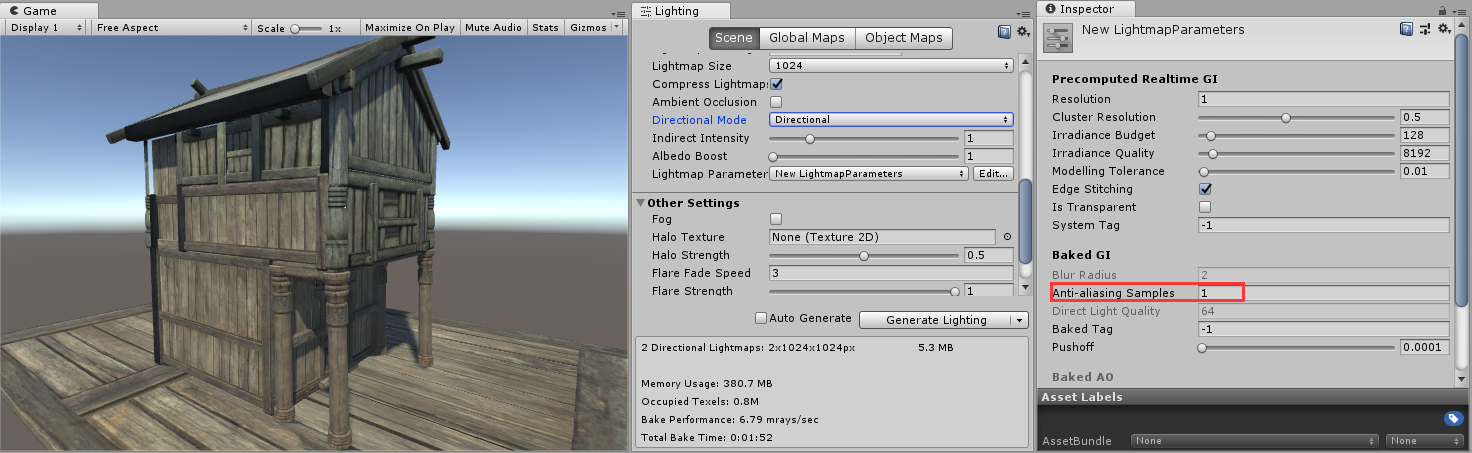 Game
Display 1 Free Aspect Scale 1x Maximize On Play Mute Audio Stats Gizmos
Lighting
Scene Global Maps Object Maps
Lightmap Size 1024
Compress Lightmaps
Ambient Occlusion
Directional Mode Directional
Indirect Intensity 1
Albedo Boost 1
Lightmap Parameter New LightmapParameters Edit...
Other Settings
Fog
Halo Texture None (Texture 2D)
Halo Strength 0.5
Flare Fade Speed 3
Flare Strength 1
Auto Generate Generate Lighting
2 Directional Lightmaps: 2x1024x1024px 5.3 MB
Memory Usage: 380.7 MB
Occupied Texels: 0.8M
Bake Performance: 6.79 mrays/sec
Total Bake Time: 0:01:52
Inspector
New LightmapParameters
Precomputed Realtime GI
Resolution 1
Cluster Resolution 0.5
Irradiance Budget 128
Irradiance Quality 8192
Modelling Tolerance 0.01
Edge Stitching
Is Transparent
System Tag -1
Baked GI
Blur Radius 2
Anti-aliasing Samples 1
Direct Light Quality 64
Baked Tag -1
Pushoff 0.0001
Baked AO
Asset Labels
AssetBundle None None